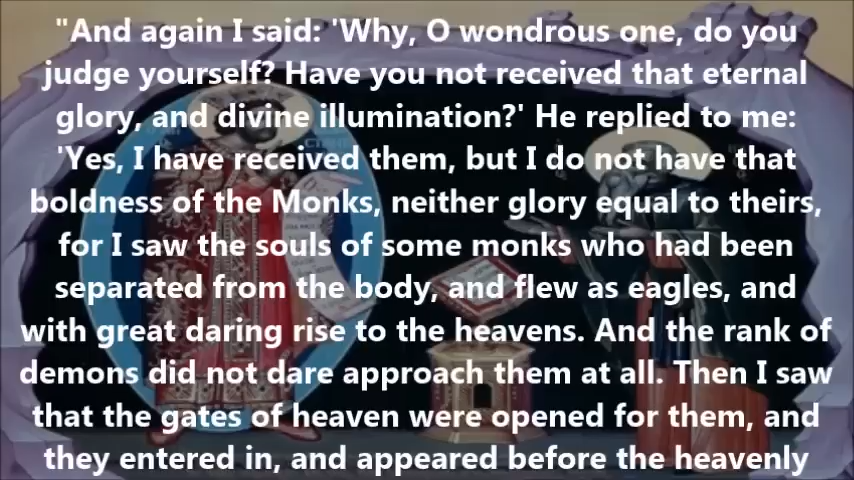 "And again I said: 'Why, O wondrous one, do you
judge yourself? Have you not received that eternal
glory, and divine illumination?' He replied to me:
'Yes, I have received them, but I do not have that
boldness of the Monks, neither glory equal to theirs,
for I saw the souls of some monks who had been
separated from the body, and flew as eagles, and
with great daring rise to the heavens. And the rank of
demons did not dare approach them at all. Then I saw
that the gates of heaven were opened for them, and
they entered in, and appeared before the heavenly